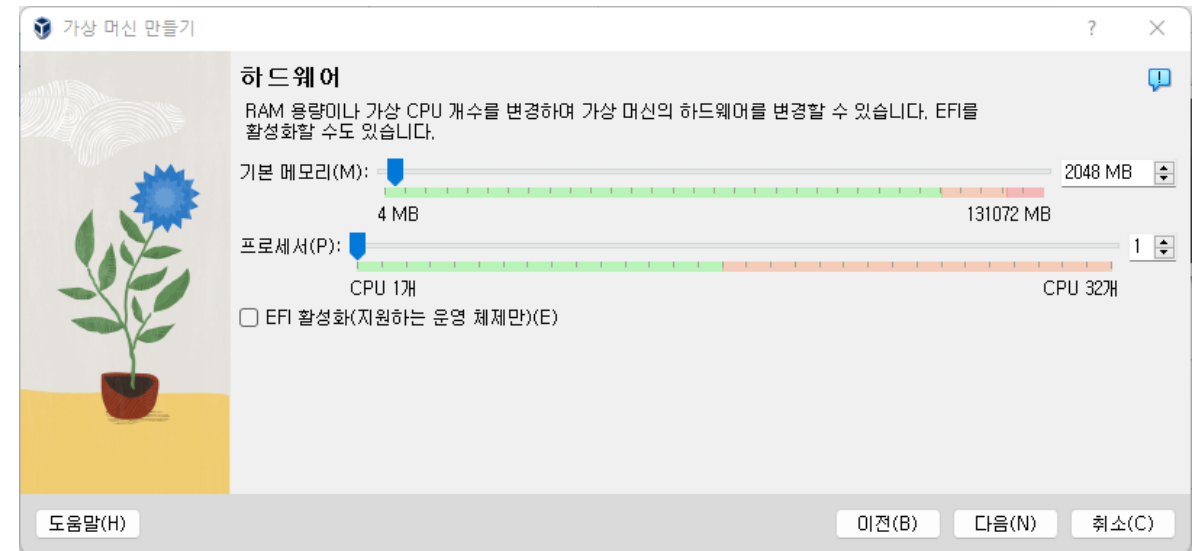 가상 머신 만들기
하드웨어
RAM 용량이나 가상 CPU 개수를 변경하여 가상 머신의 하드웨어를 변경할 수 있습니다. EFI를
활성화할 수도 있습니다.
기본 메모리(M): 2048 MB
4 MB 131072 MB
프로세서(P): 1
CPU 1개 CPU 32개
EFI 활성화(지원하는 운영 체제만)(E)
도움말(H) 이전(B) 다음(N) 취소(C)